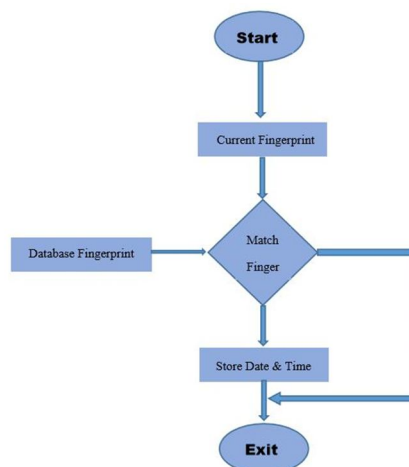 Start
Current Fingerprint
Match
Finger
Database Fingerprint
Store Date & Time
Exit